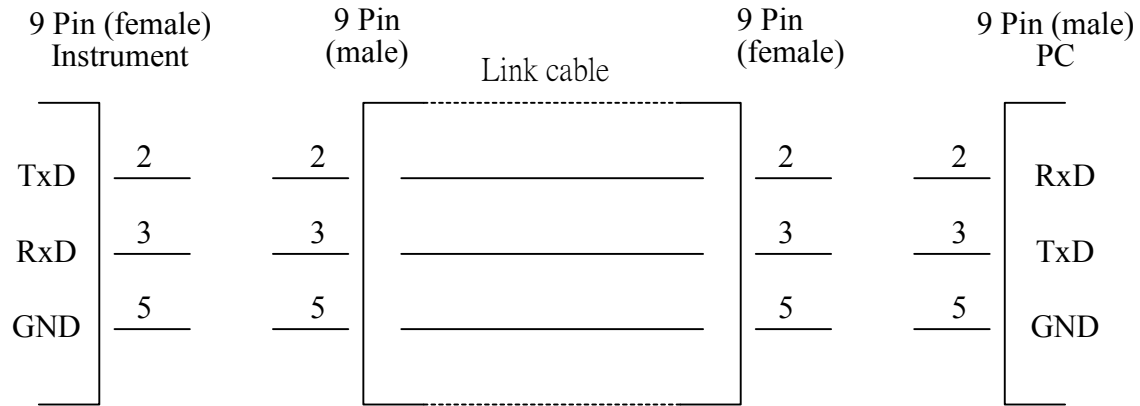 9 Pin (female)
Instrument
9 Pin
(male)
Link cable
9 Pin
(female)
9 Pin (male)
PC
TxD 2 2 2 2 RxD
RxD 3 3 3 3 TxD
GND 5 5 5 5 GND